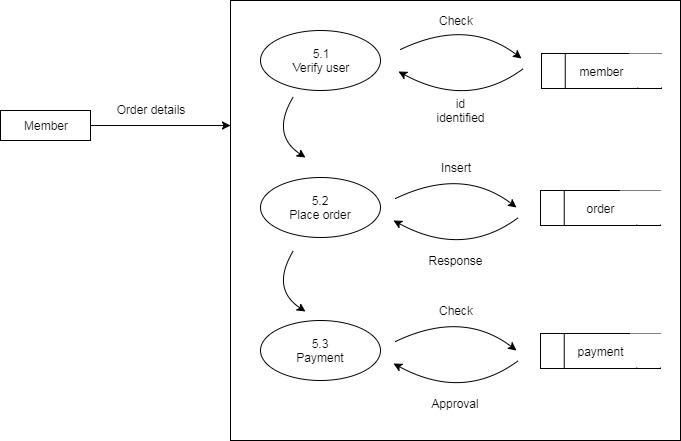 Check
5.1
Verify user
member
id
identified
Order details
Member
Insert
5.2
Place order
order
Response
Check
5.3
Payment
payment
Approval